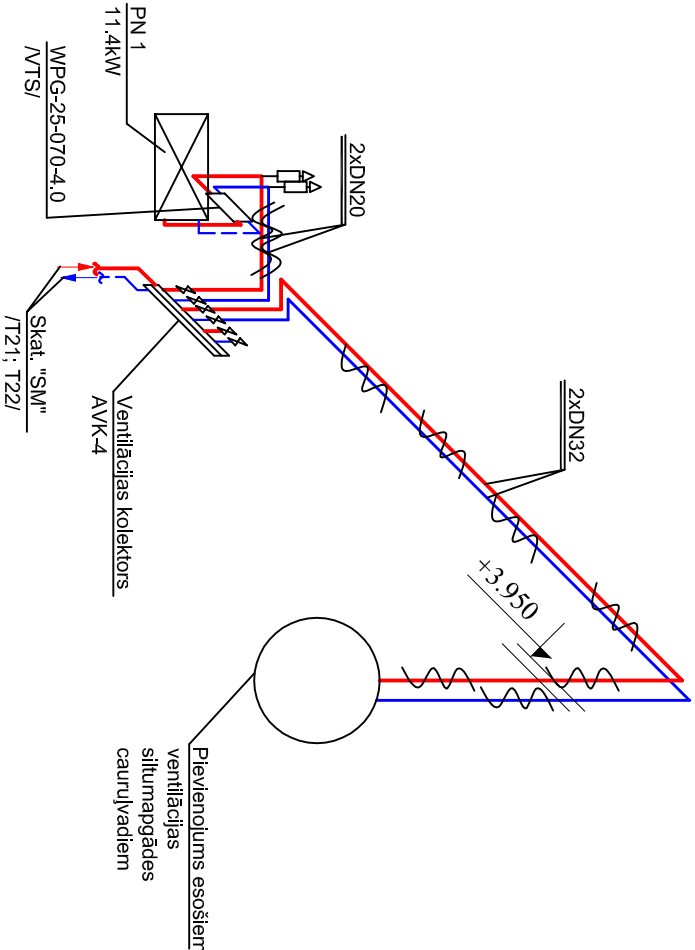 PN 1
11.4kW
WPG-25-070-4.0
/VTS/
2xDN20
2xDN32
+3.950
Skat. "SM"
/T21; T22/
Ventilācijas kolektors
AVK-4
Pievienojums esošiem
ventilācijas
siltumapgādes
cauruļvadiem